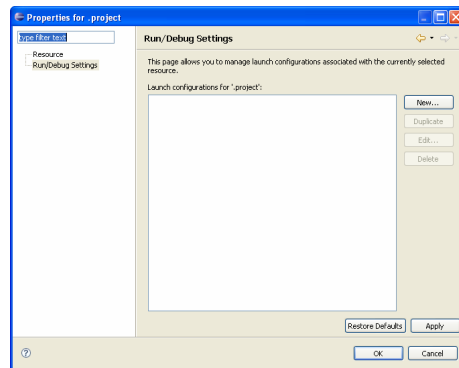 Properties for .project
type filter text
Resource
Run/Debug Settings
Run/Debug Settings
This page allows you to manage launch configurations associated with the currently selected
resource.
Launch configurations for '.project':
New...
Duplicate
Edit...
Delete
Restore Defaults
Apply
?
OK
Cancel